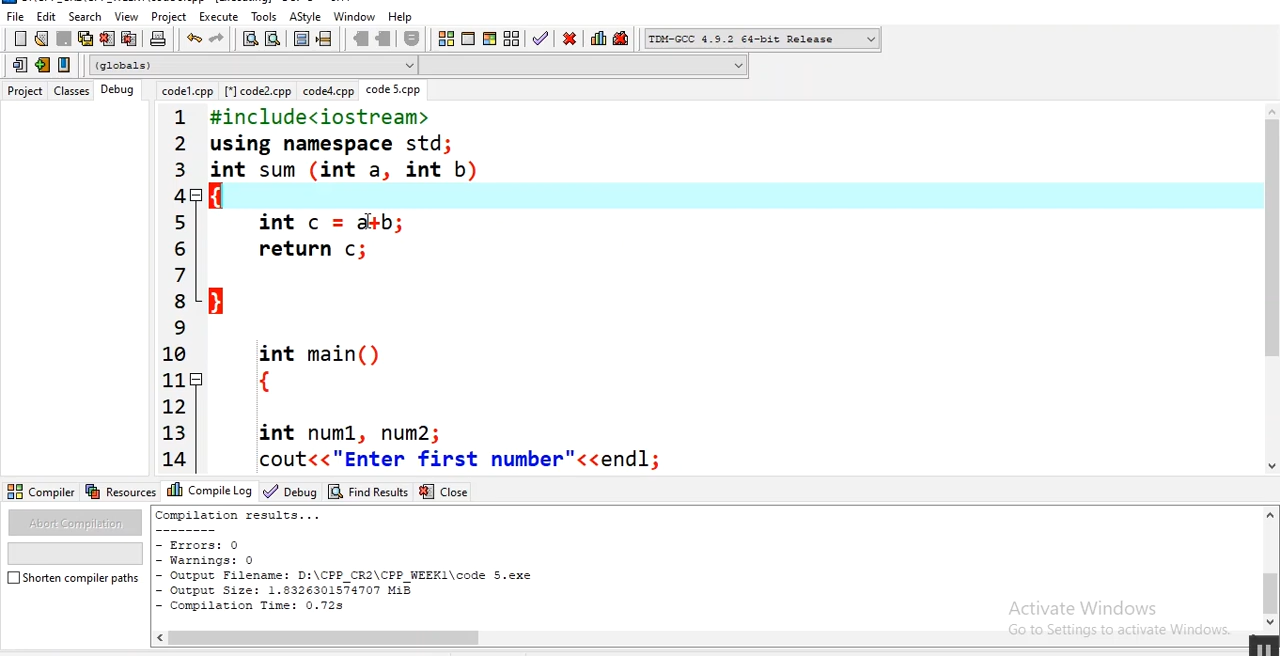 File Edit Search View Project Execute Tools AStyle Window Help
TDM-GCC 4.9.2 64-bit Release
(globals)
Project Classes Debug code1.cpp [*] code2.cpp code4.cpp code 5.cpp
1 #include<iostream>
2 using namespace std;
3 int sum (int a, int b)
4 {
5 int c = a+b;
6 return c;
7
8 }
9
10 int main()
11 {
12
13 int num1, num2;
14 cout<<"Enter first number"<<endl;
Compiler Resources Compile Log Debug Find Results Close
Abort Compilation
Shorten compiler paths
Compilation results...
--------
- Errors: 0
- Warnings: 0
- Output Filename: D:\CPP_CR2\CPP_WEEK1\code 5.exe
- Output Size: 1.8326301574707 MiB
- Compilation Time: 0.72s
Activate Windows
Go to Settings to activate Windows.